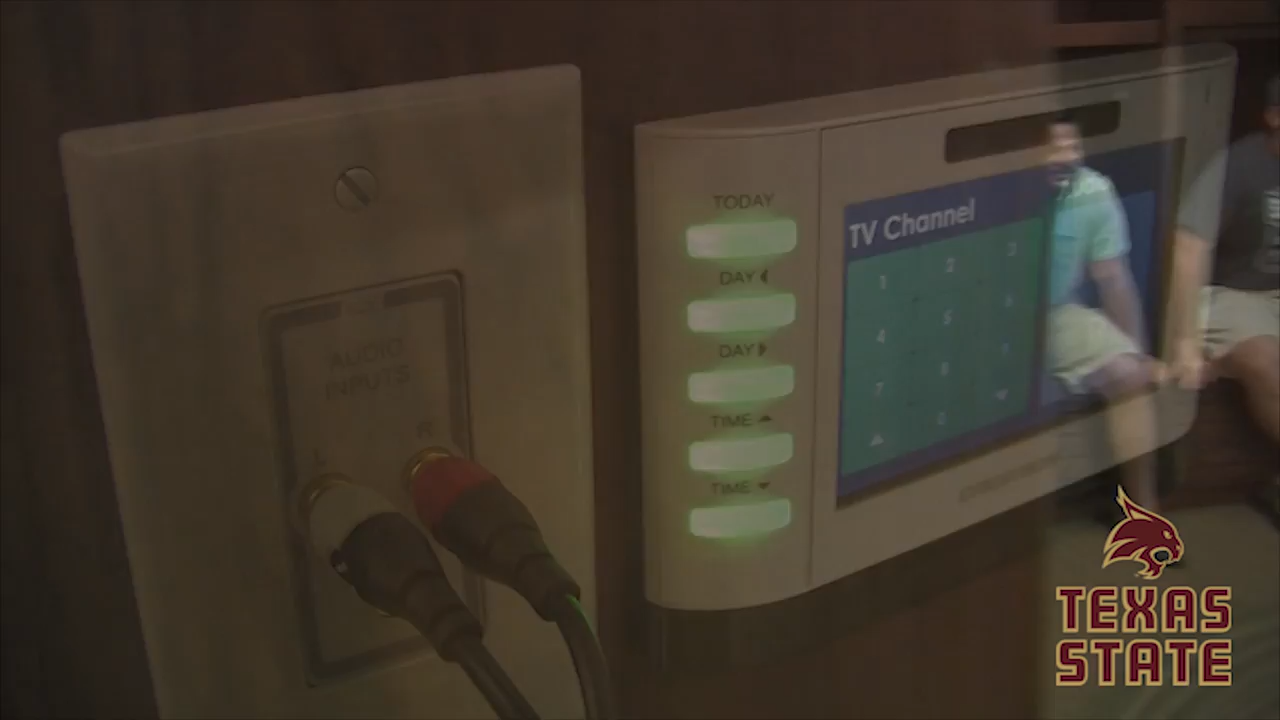 AUDIO
INPUTS
L
R
TODAY
DAY
DAY
TIME
TIME
TV Channel
1 2 3
4 5 6
7 8 9
0
TEXAS
STATE